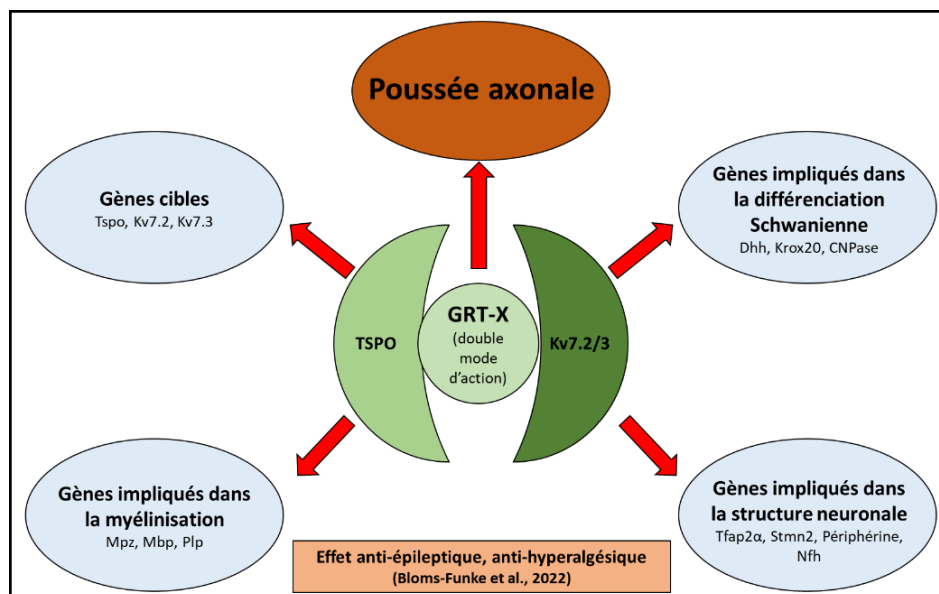 Poussée axonale
Gènes cibles
Tspo, Kv7.2, Kv7.3
Gènes impliqués dans
la différenciation
Schwanienne
Dhh, Krox20, CNPase
TSPO
GRT-X
(double
mode
d'action)
Kv7.2/3
Gènes impliqués dans
la myélinisation
Mpz, Mbp, Plp
Gènes impliqués dans
la structure neuronale
Tfap2α, Stmn2, Périphérine,
Nfh
Effet anti-épileptique, anti-hyperalgésique
(Bloms-Funke et al., 2022)